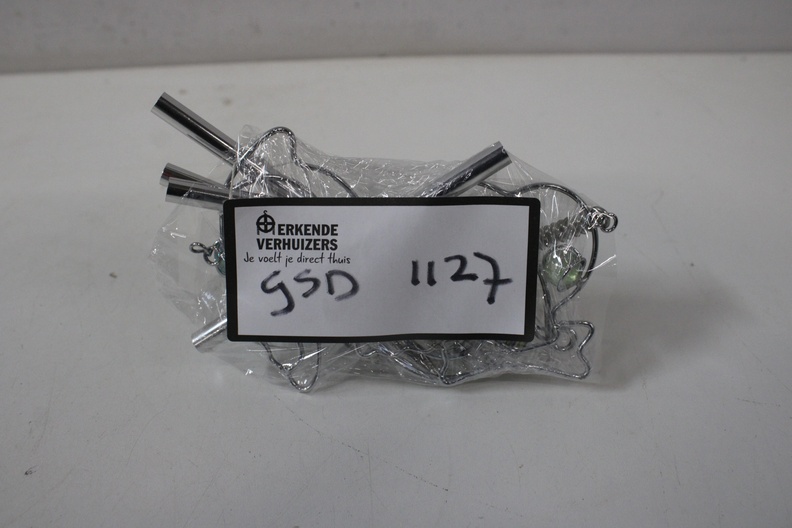 ERKENDE
VERHUIZERS
Je voelt je direct thuis
GSD 1127